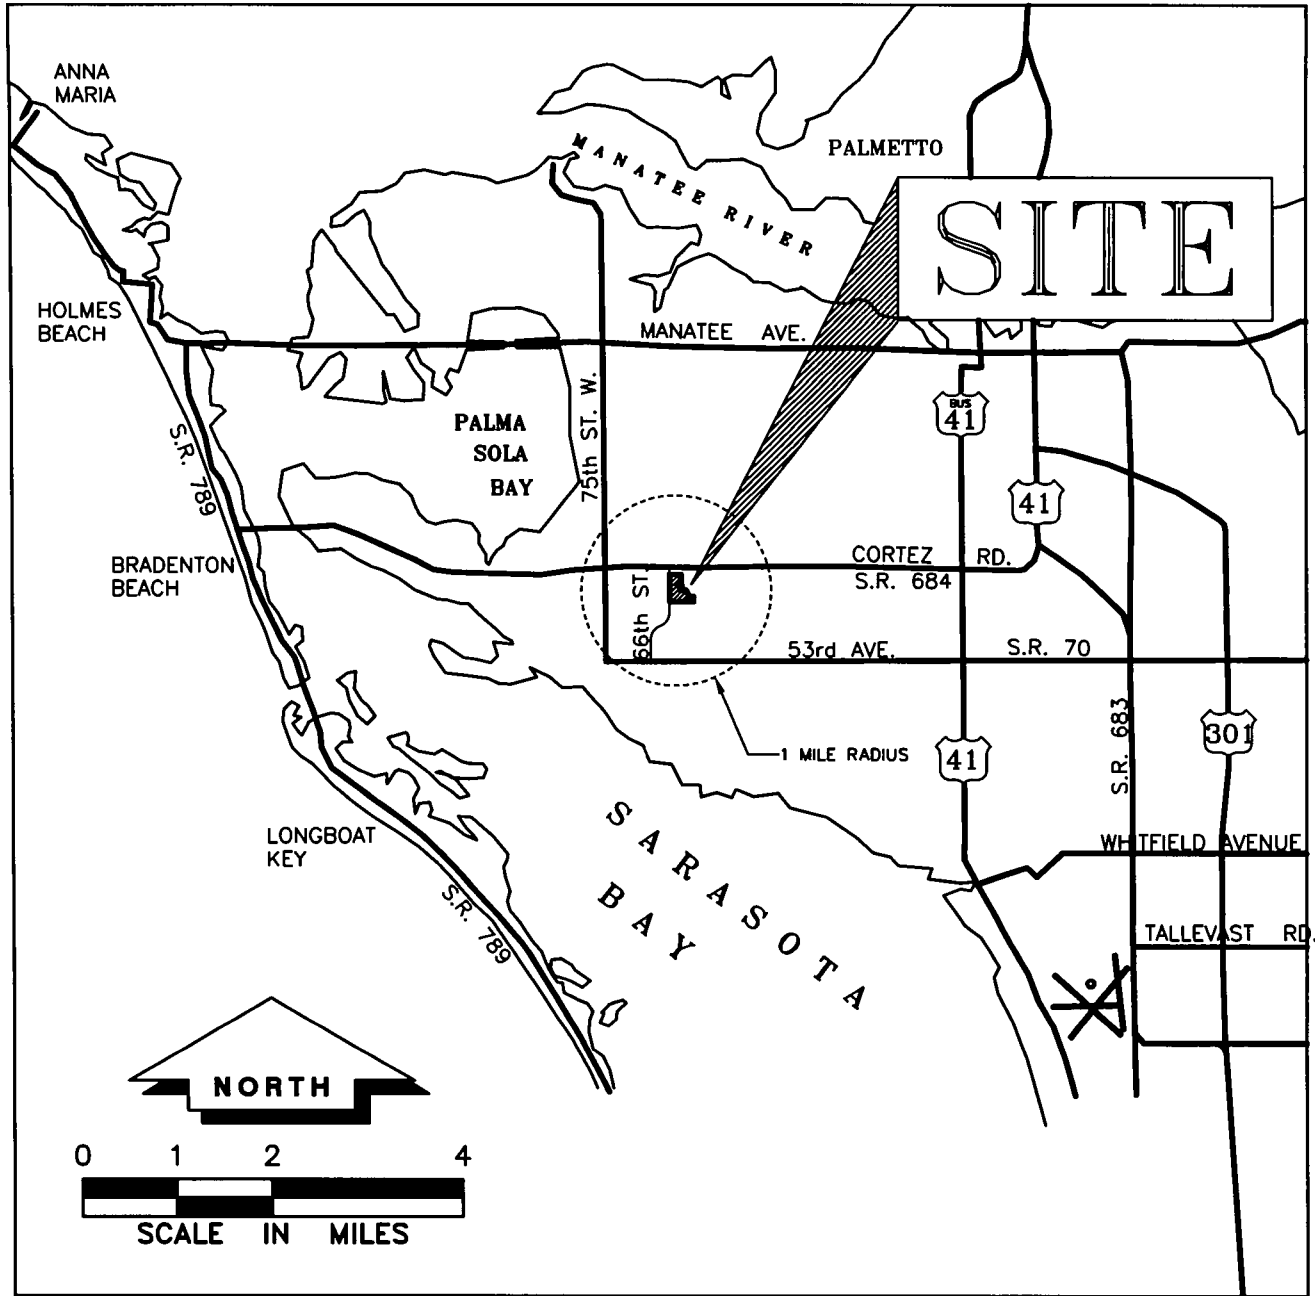 ANNA
MARIA
PALMETTO
MANATEE RIVER
SITE
HOLMES
BEACH
MANATEE AVE.
75th ST. W.
BUS
41
PALMA
SOLA
BAY
S.R. 789
41
BRADENTON
BEACH
CORTEZ RD.
S.R. 684
66th ST.
53rd AVE.
S.R. 70
S.R. 683
301
41
1 MILE RADIUS
SARASOTA
BAY
LONGBOAT
KEY
WHITFIELD AVENUE
S.R. 789
TALLEVAST RD.
NORTH
0 1 2 4
SCALE IN MILES